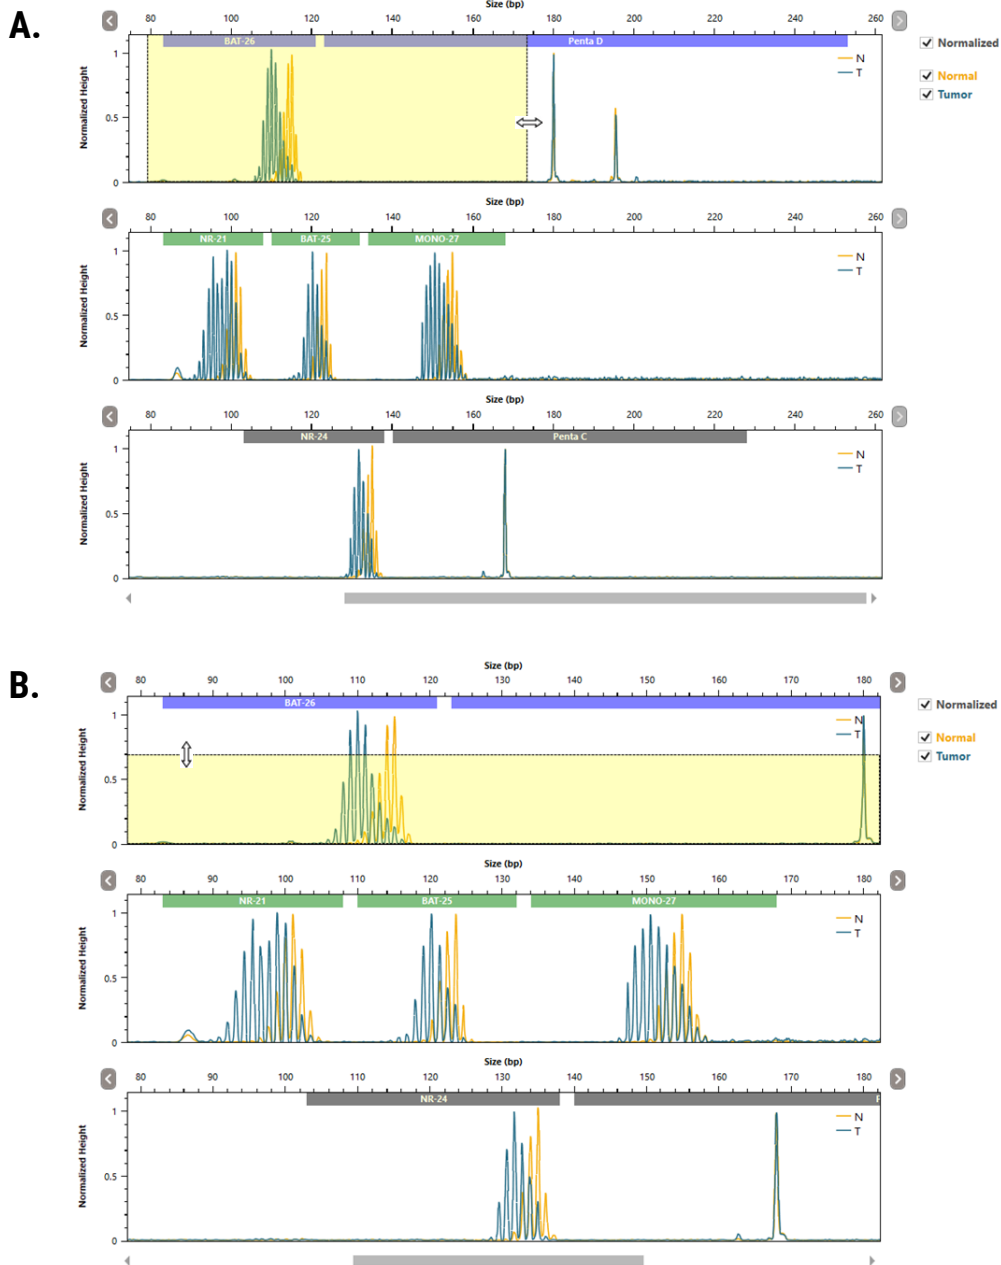 A.
Size (bp)
80 100 120 140 160 180 200 220 240 260
BAT-26 Penta D
Normalized Height
1
0.5
0
N
T
Normalized
Normal
Tumor
Size (bp)
80 100 120 140 160 180 200 220 240 260
NR-21 BAT-25 MONO-27
Normalized Height
1
0.5
0
N
T
Size (bp)
80 100 120 140 160 180 200 220 240 260
NR-24 Penta C
Normalized Height
1
0.5
0
N
T
B.
Size (bp)
80 90 100 110 120 130 140 150 160 170 180
BAT-26
Normalized Height
1
0.5
0
N
T
Normalized
Normal
Tumor
Size (bp)
80 90 100 110 120 130 140 150 160 170 180
NR-21 BAT-25 MONO-27
Normalized Height
1
0.5
0
N
T
Size (bp)
80 90 100 110 120 130 140 150 160 170 180
NR-24
Normalized Height
1
0.5
0
N
T